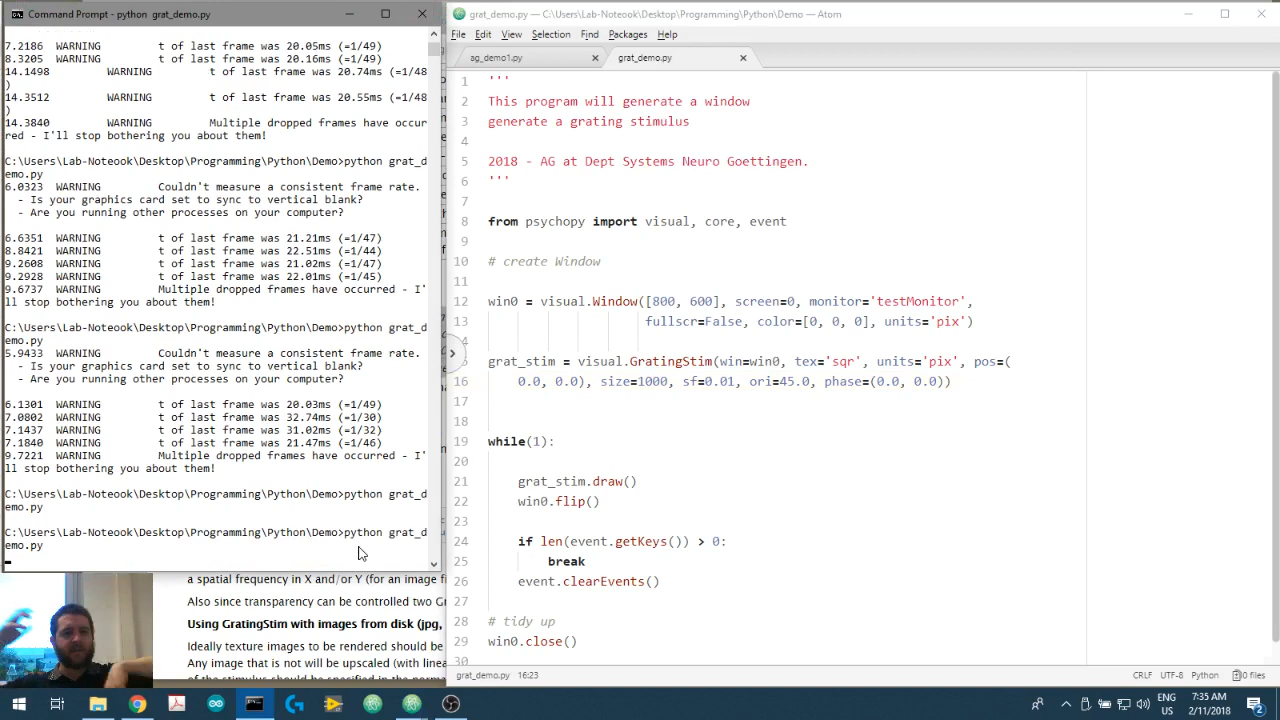 Command Prompt - python  grat_demo.py
7.2186  WARNING  t of last frame was 20.05ms (=1/49)
8.3205  WARNING  t of last frame was 20.16ms (=1/49)
14.1498  WARNING  t of last frame was 20.74ms (=1/48
)
14.3512  WARNING  t of last frame was 20.55ms (=1/48
)
14.3840  WARNING  Multiple dropped frames have occur
red - I'll stop bothering you about them!
C:\Users\Lab-Noteook\Desktop\Programming\Python\Demo>python grat_d
emo.py
6.0323  WARNING  Couldn't measure a consistent frame rate.
- Is your graphics card set to sync to vertical blank?
- Are you running other processes on your computer?
6.6351  WARNING  t of last frame was 21.21ms (=1/47)
8.8421  WARNING  t of last frame was 22.51ms (=1/44)
9.2608  WARNING  t of last frame was 21.02ms (=1/47)
9.2928  WARNING  t of last frame was 22.01ms (=1/45)
9.6737  WARNING  Multiple dropped frames have occurred - I'
ll stop bothering you about them!
C:\Users\Lab-Noteook\Desktop\Programming\Python\Demo>python grat_d
emo.py
5.9433  WARNING  Couldn't measure a consistent frame rate.
- Is your graphics card set to sync to vertical blank?
- Are you running other processes on your computer?
6.1301  WARNING  t of last frame was 20.03ms (=1/49)
7.0802  WARNING  t of last frame was 32.74ms (=1/30)
7.1437  WARNING  t of last frame was 31.02ms (=1/32)
7.1840  WARNING  t of last frame was 21.47ms (=1/46)
9.7221  WARNING  Multiple dropped frames have occurred - I'
ll stop bothering you about them!
C:\Users\Lab-Noteook\Desktop\Programming\Python\Demo>python grat_d
emo.py
C:\Users\Lab-Noteook\Desktop\Programming\Python\Demo>python grat_d
emo.py
a spatial frequency in X and/or Y (for an image f
Also since transparency can be controlled two Gr
Using GratingStim with images from disk (jpg,
Ideally texture images to be rendered should be
Any image that is not will be upscaled (with linea
of the stimulus should be specified in the norma
grat_demo.py — C:\Users\Lab-Noteook\Desktop\Programming\Python\Demo — Atom
File Edit View Selection Find Packages Help
ag_demo1.py
grat_demo.py
1 '''
2 This program will generate a window
3 generate a grating stimulus
4
5 2018 - AG at Dept Systems Neuro Goettingen.
6 '''
7
8 from psychopy import visual, core, event
9
10 # create Window
11
12 win0 = visual.Window([800, 600], screen=0, monitor='testMonitor',
13 fullscr=False, color=[0, 0, 0], units='pix')
4
5 grat_stim = visual.GratingStim(win=win0, tex='sqr', units='pix', pos=(
16 0.0, 0.0), size=1000, sf=0.01, ori=45.0, phase=(0.0, 0.0))
17
18
19 while(1):
20
21 grat_stim.draw()
22 win0.flip()
23
24 if len(event.getKeys()) > 0:
25 break
26 event.clearEvents()
27
28 # tidy up
29 win0.close()
30
grat_demo.py 16:23
CRLF UTF-8 Python 0 files
ENG
US
7:35 AM
2/11/2018
2